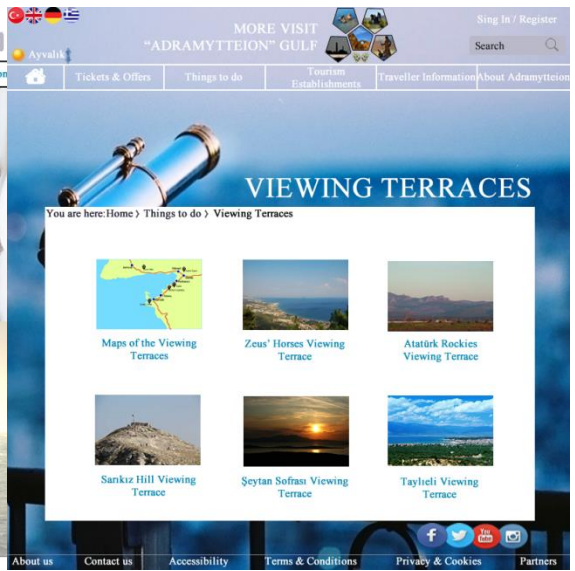 MORE VISIT
"ADRAMYTTEION" GULF
Sing In / Register
Search
Ayvalık
Tickets & Offers
Things to do
Tourism
Establishments
Traveller Information
About Adramytteion
VIEWING TERRACES
You are here:Home > Things to do > Viewing Terraces
Maps of the Viewing
Terraces
Zeus' Horses Viewing
Terrace
Atatürk Rockies
Viewing Terrace
Sarıkız Hill Viewing
Terrace
Şeytan Sofrası Viewing
Terrace
Taylıeli Viewing
Terrace
You
Tube
About us
Contact us
Accessibility
Terms & Conditions
Privacy & Cookies
Partners